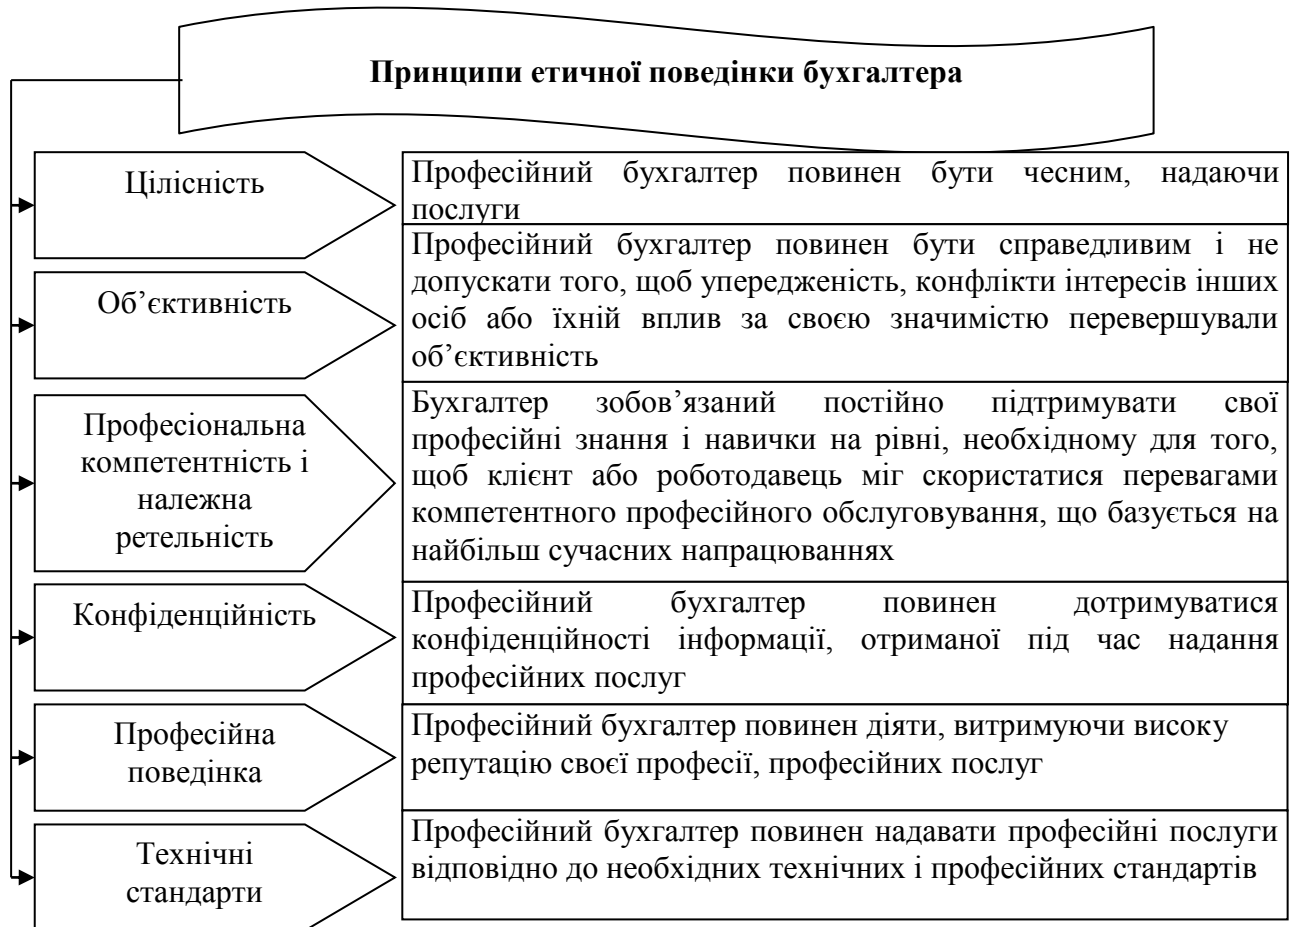 Принципи етичної поведінки бухгалтера
Цілісність
Професійний бухгалтер повинен бути чесним, надаючи
послуги
Об’єктивність
Професійний бухгалтер повинен бути справедливим і не
допускати того, щоб упередженість, конфлікти інтересів інших
осіб або їхній вплив за своєю значимістю перевершували
об’єктивність
Професіональна
компетентність і
належна
ретельність
Бухгалтер зобов’язаний постійно підтримувати свої
професійні знання і навички на рівні, необхідному для того,
щоб клієнт або роботодавець міг скористатися перевагами
компетентного професійного обслуговування, що базується на
найбільш сучасних напрацюваннях
Конфіденційність
Професійний бухгалтер повинен дотримуватися
конфіденційності інформації, отриманої під час надання
професійних послуг
Професійна
поведінка
Професійний бухгалтер повинен діяти, витримуючи високу
репутацію своєї професії, професійних послуг
Технічні
стандарти
Професійний бухгалтер повинен надавати професійні послуги
відповідно до необхідних технічних і професійних стандартів